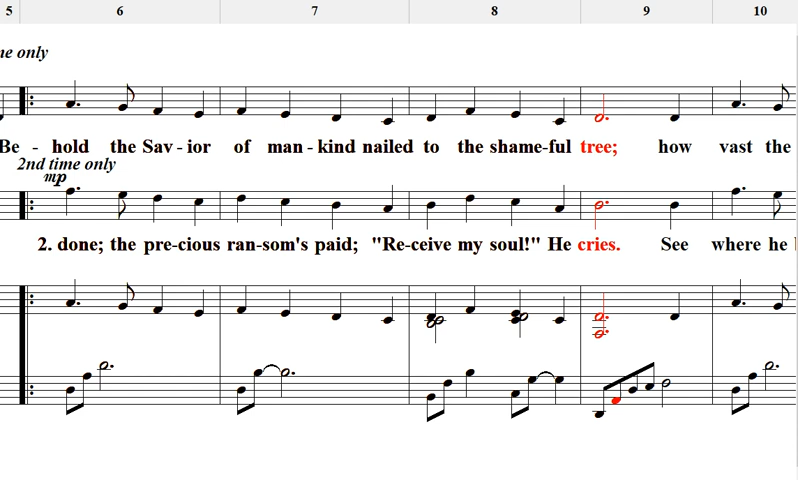 5 6 7 8 9 10
ne only
Be - hold the Sav - ior of man - kind nailed to the shame-ful tree; how vast the
2nd time only
mp
2. done; the pre-cious ran-som's paid; "Re-ceive my soul!" He cries. See where he